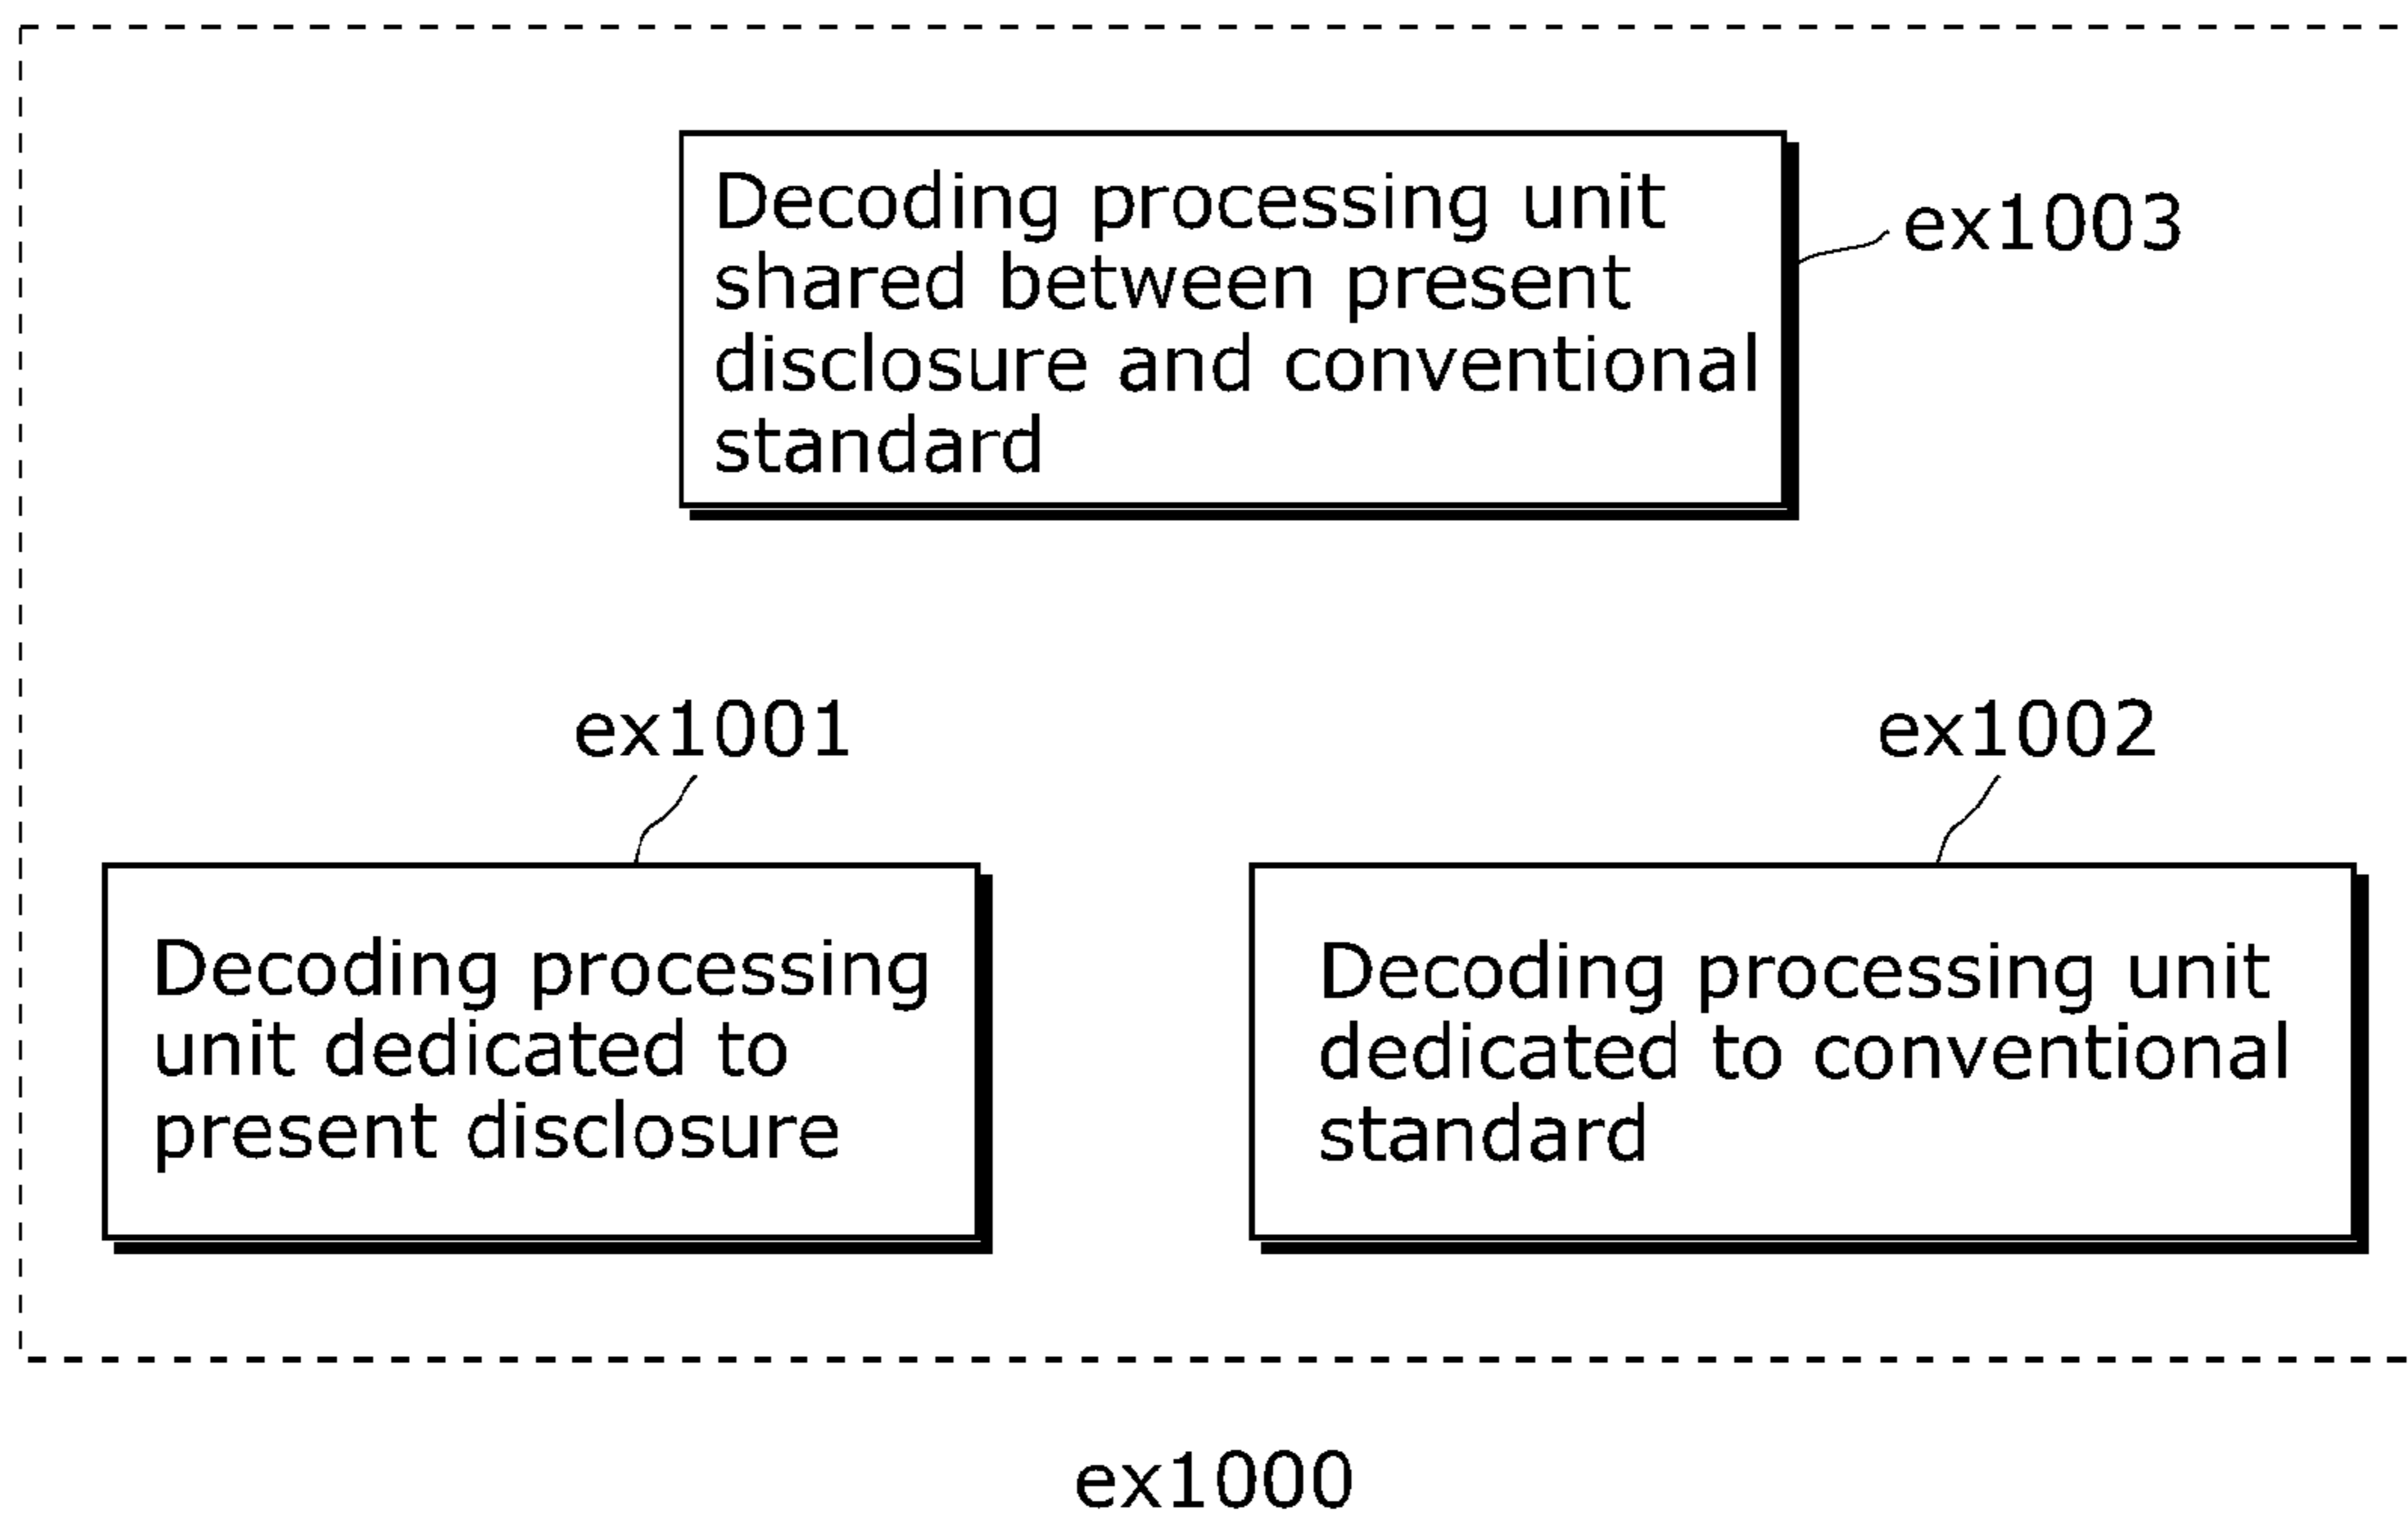 Decoding processing unit
shared between present
disclosure and conventional
standard
ex1003
ex1001
ex1002
Decoding processing
unit dedicated to
present disclosure
Decoding processing unit
dedicated to conventional
standard
ex1000